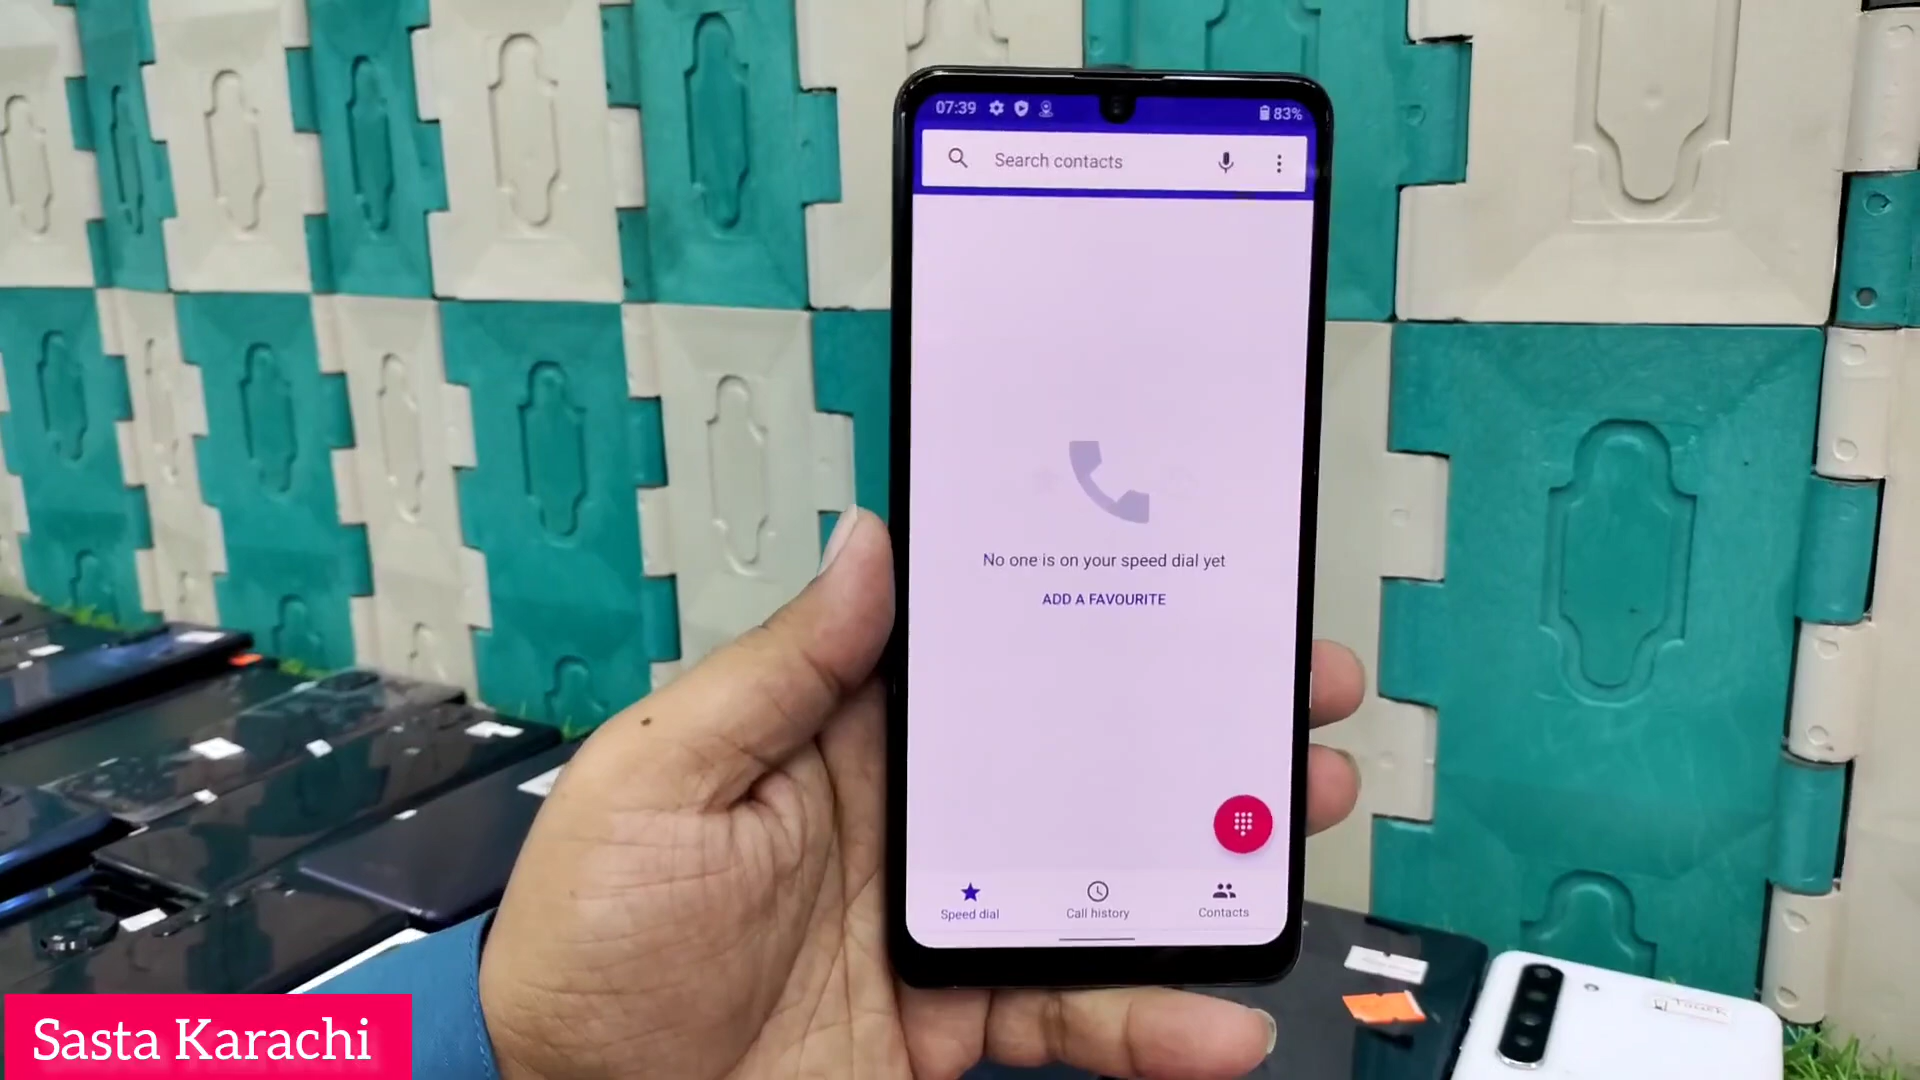 07:39
83%
Search contacts
No one is on your speed dial yet
ADD A FAVOURITE
Speed dial
Call history
Contacts
Touch
Sasta Karachi